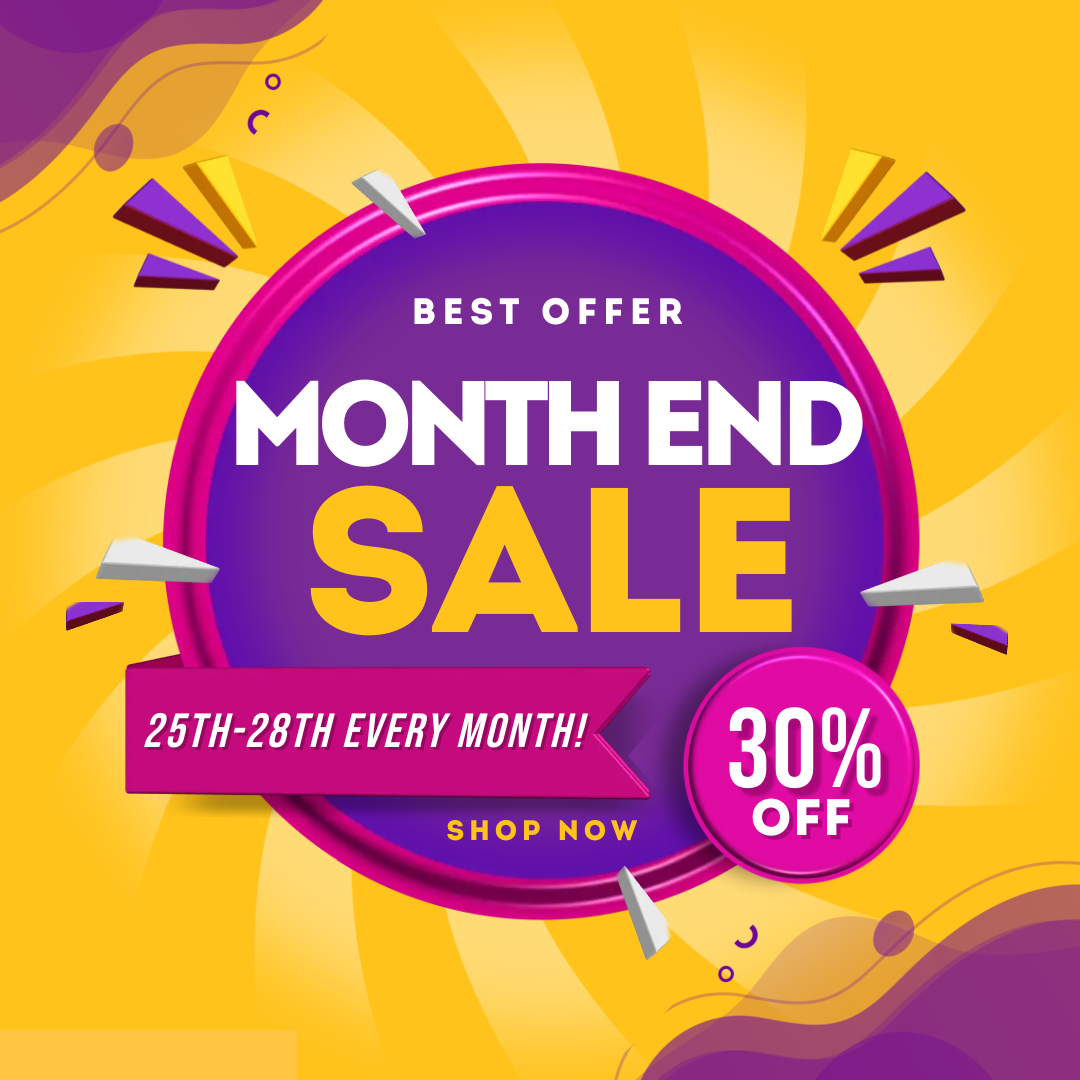 BEST OFFER
MONTH END
SALE
25TH-28TH EVERY MONTH!
30%
OFF
SHOP NOW